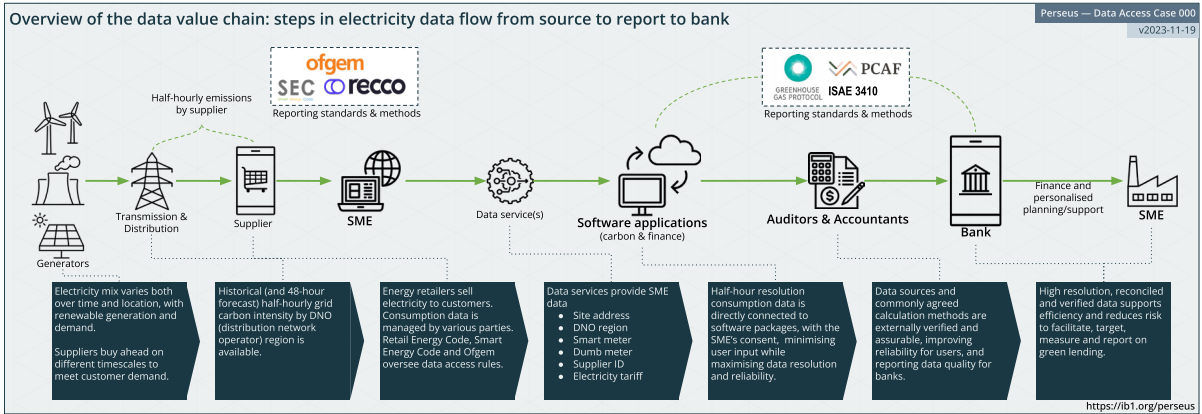 Overview of the data value chain: steps in electricity data flow from source to report to bank
Perseus — Data Access Case 000
v2023-11-19
ofgem
SEC
recco
Reporting standards & methods
GREENHOUSE
GAS PROTOCOL
PCAF
ISAE 3410
Reporting standards & methods
Half-hourly emissions
by supplier
Generators
Transmission &
Distribution
Supplier
SME
Data service(s)
Software applications
(carbon & finance)
Auditors & Accountants
Bank
Finance and
personalised
planning/support
SME
Electricity mix varies both
over time and location, with
renewable generation and
demand.
Suppliers buy ahead on
different timescales to
meet customer demand.
Historical (and 48-hour
forecast) half-hourly grid
carbon intensity by DNO
(distribution network
operator) region is
available.
Energy retailers sell
electricity to customers.
Consumption data is
managed by various parties.
Retail Energy Code, Smart
Energy Code and Ofgem
oversee data access rules.
Data services provide SME
data
● Site address
● DNO region
● Smart meter
● Dumb meter
● Supplier ID
● Electricity tariff
Half-hour resolution
consumption data is
directly connected to
software packages, with the
SME's consent, minimising
user input while
maximising data resolution
and reliability.
Data sources and
commonly agreed
calculation methods are
externally verified and
assurable, improving
reliability for users, and
reporting data quality for
banks.
High resolution, reconciled
and verified data supports
efficiency and reduces risk
to facilitate, target,
measure and report on
green lending.
https://ib1.org/perseus